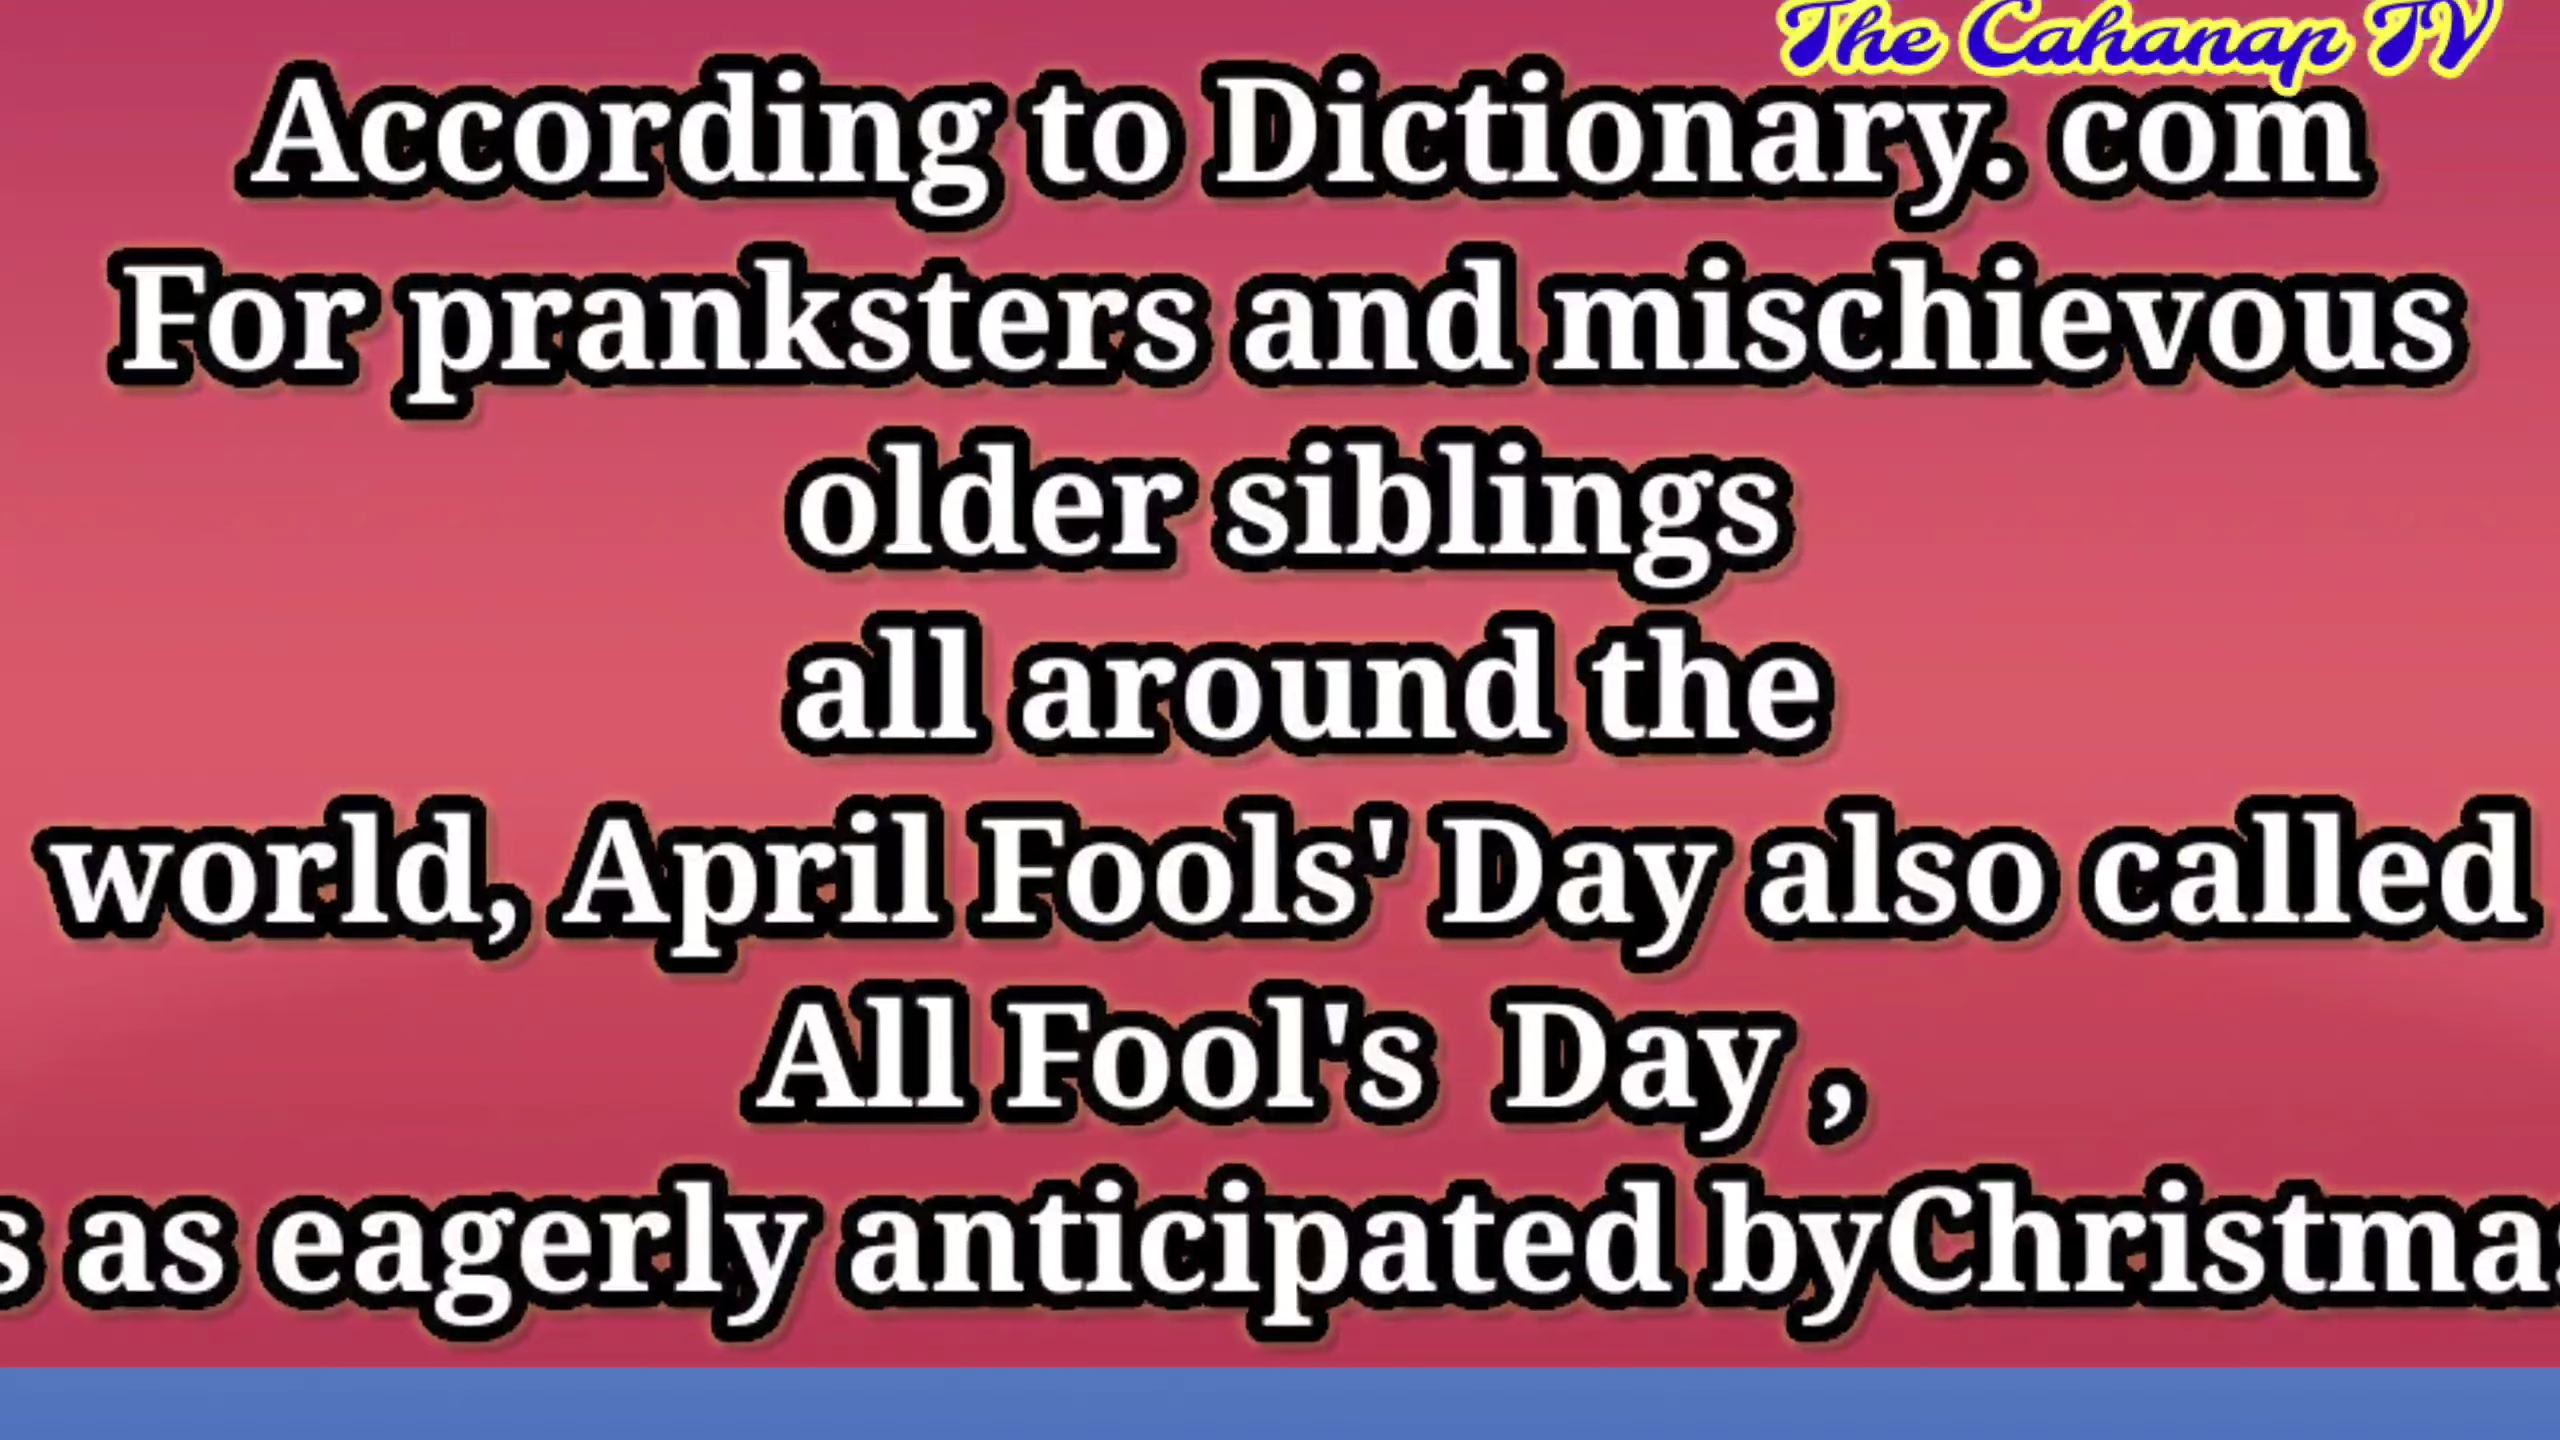 The Cahanap TV
According to Dictionary. com
For pranksters and mischievous
older siblings
all around the
world, April Fools' Day also called
All Fool's  Day ,
s as eagerly anticipated byChristmas